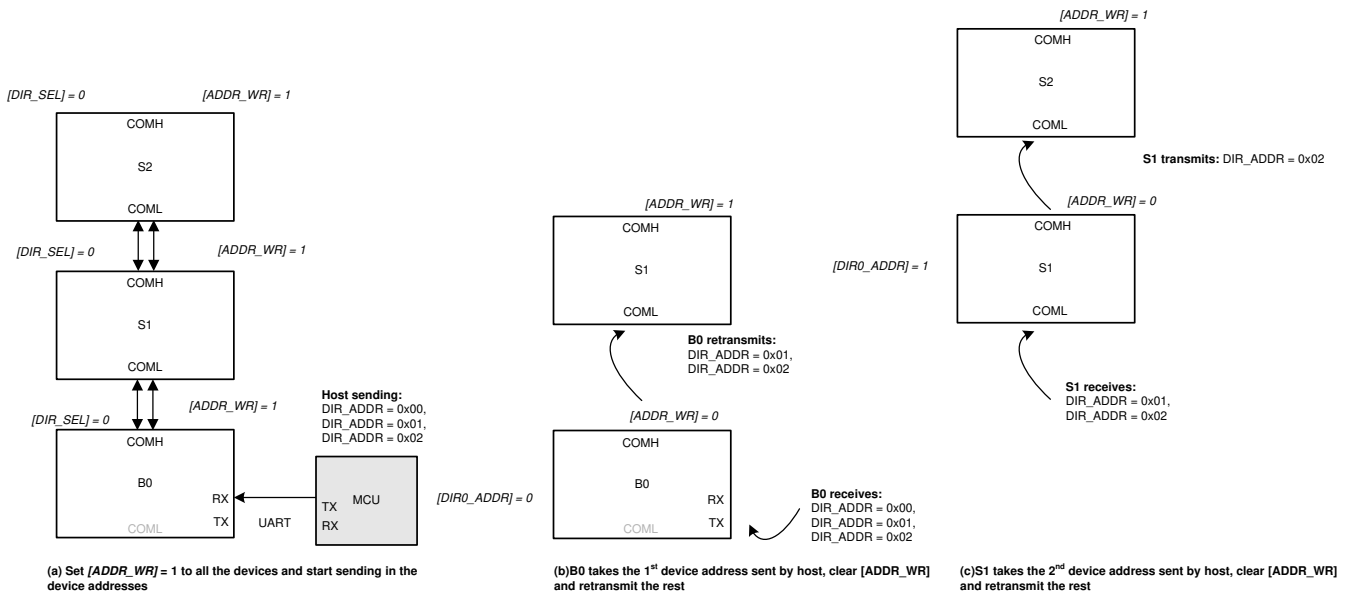 [DIR_SEL] = 0
[ADDR_WR] = 1
COMH
S2
COML
[DIR_SEL] = 0
[ADDR_WR] = 1
COMH
S1
COML
[DIR_SEL] = 0
[ADDR_WR] = 1
COMH
B0
RX
TX
COML
UART
Host sending:
DIR_ADDR = 0x00,
DIR_ADDR = 0x01,
DIR_ADDR = 0x02
MCU
TX
RX
(a) Set [ADDR_WR] = 1 to all the devices and start sending in the
device addresses
[ADDR_WR] = 1
COMH
S1
COML
B0 retransmits:
DIR_ADDR = 0x01,
DIR_ADDR = 0x02
[ADDR_WR] = 0
COMH
[DIR0_ADDR] = 0
B0
RX
TX
COML
B0 receives:
DIR_ADDR = 0x00,
DIR_ADDR = 0x01,
DIR_ADDR = 0x02
(b)B0 takes the 1st device address sent by host, clear [ADDR_WR]
and retransmit the rest
[ADDR_WR] = 1
COMH
S2
COML
S1 transmits: DIR_ADDR = 0x02
[ADDR_WR] = 0
COMH
[DIR0_ADDR] = 1
S1
COML
S1 receives:
DIR_ADDR = 0x01,
DIR_ADDR = 0x02
(c)S1 takes the 2nd device address sent by host, clear [ADDR_WR]
and retransmit the rest